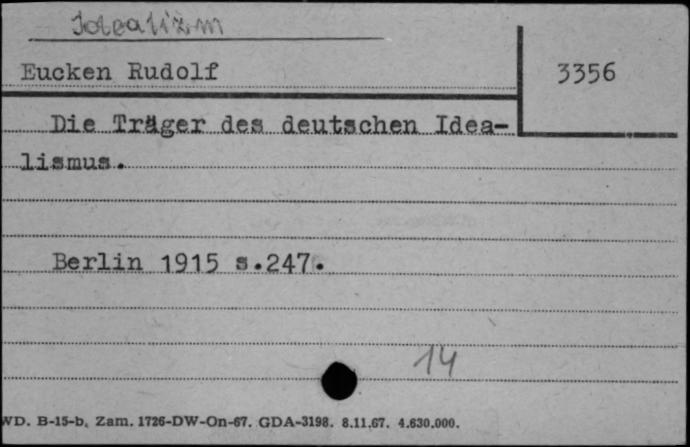 Idealizm
Eucken Rudolf
3356
Die Träger des deutschen Idea-
lismus.
Berlin 1915 s.247.
14
WD. B-15-b. Zam. 1726-DW-On-67. GDA-3198. 8.11.67. 4.630.000.